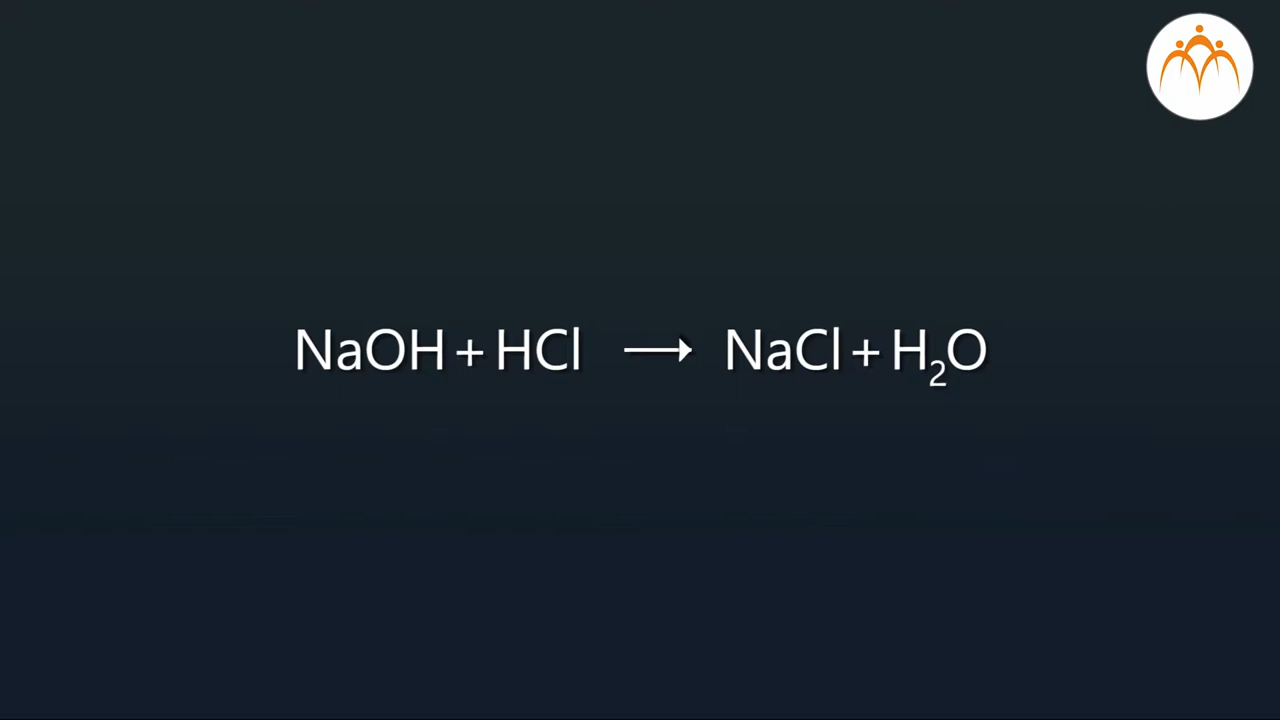 NaOH + HCl ⟶ NaCl + H₂O